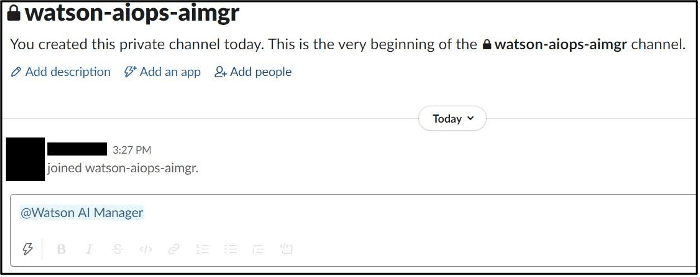 watson-aiops-aimgr
You created this private channel today. This is the very beginning of the watson-aiops-aimgr channel.
Add description Add an app Add people
Today
3:27 PM
joined watson-aiops-aimgr.
@Watson AI Manager
B I S </>